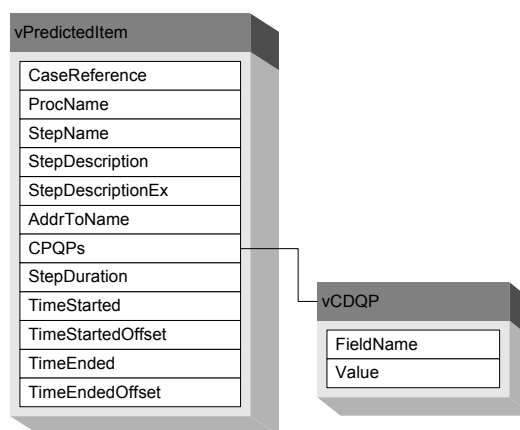 vPredictedItem
CaseReference
ProcName
StepName
StepDescription
StepDescriptionEx
AddrToName
CPQPs
StepDuration
TimeStarted
TimeStartedOffset
TimeEnded
TimeEndedOffset
vCDQP
FieldName
Value